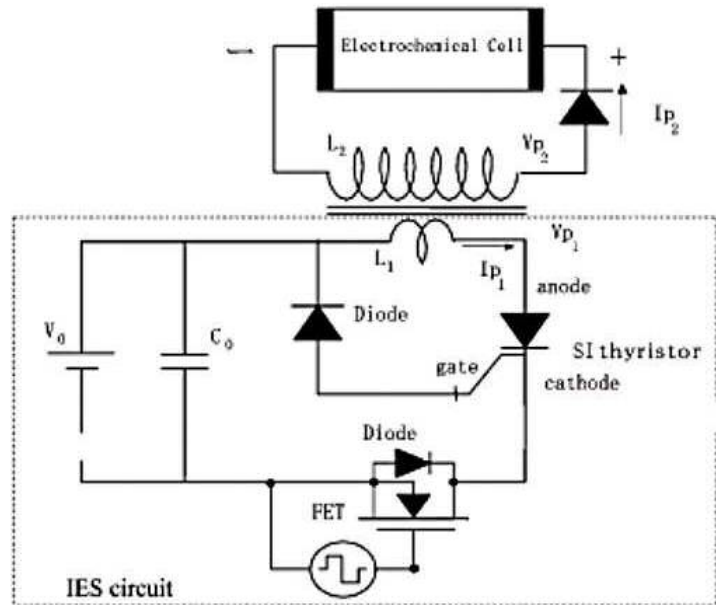 − Electrochemical Cell +
Ip2
L2 Vp2
Vp1
L1 Ip1
anode
V0 C0 Diode
SI thyristor
gate
cathode
Diode
FET
IES circuit